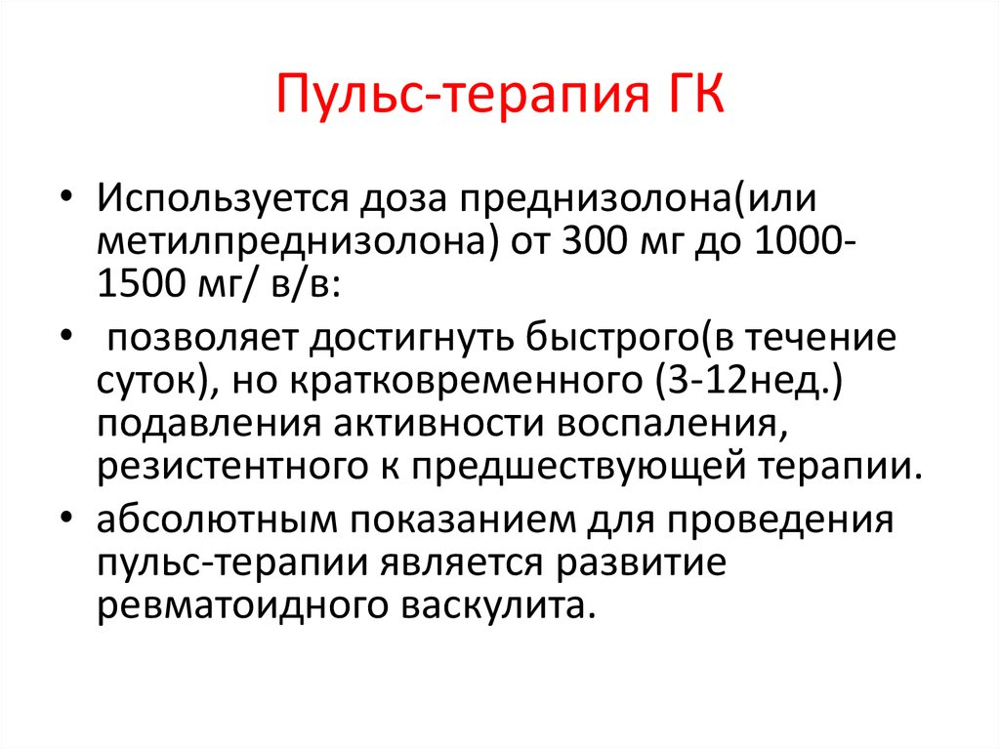 Пульс-терапия ГК
• Используется доза преднизолона(или
метилпреднизолона) от 300 мг до 1000-
1500 мг/ в/в:
• позволяет достигнуть быстрого(в течение
суток), но кратковременного (3-12нед.)
подавления активности воспаления,
резистентного к предшествующей терапии.
• абсолютным показанием для проведения
пульс-терапии является развитие
ревматоидного васкулита.